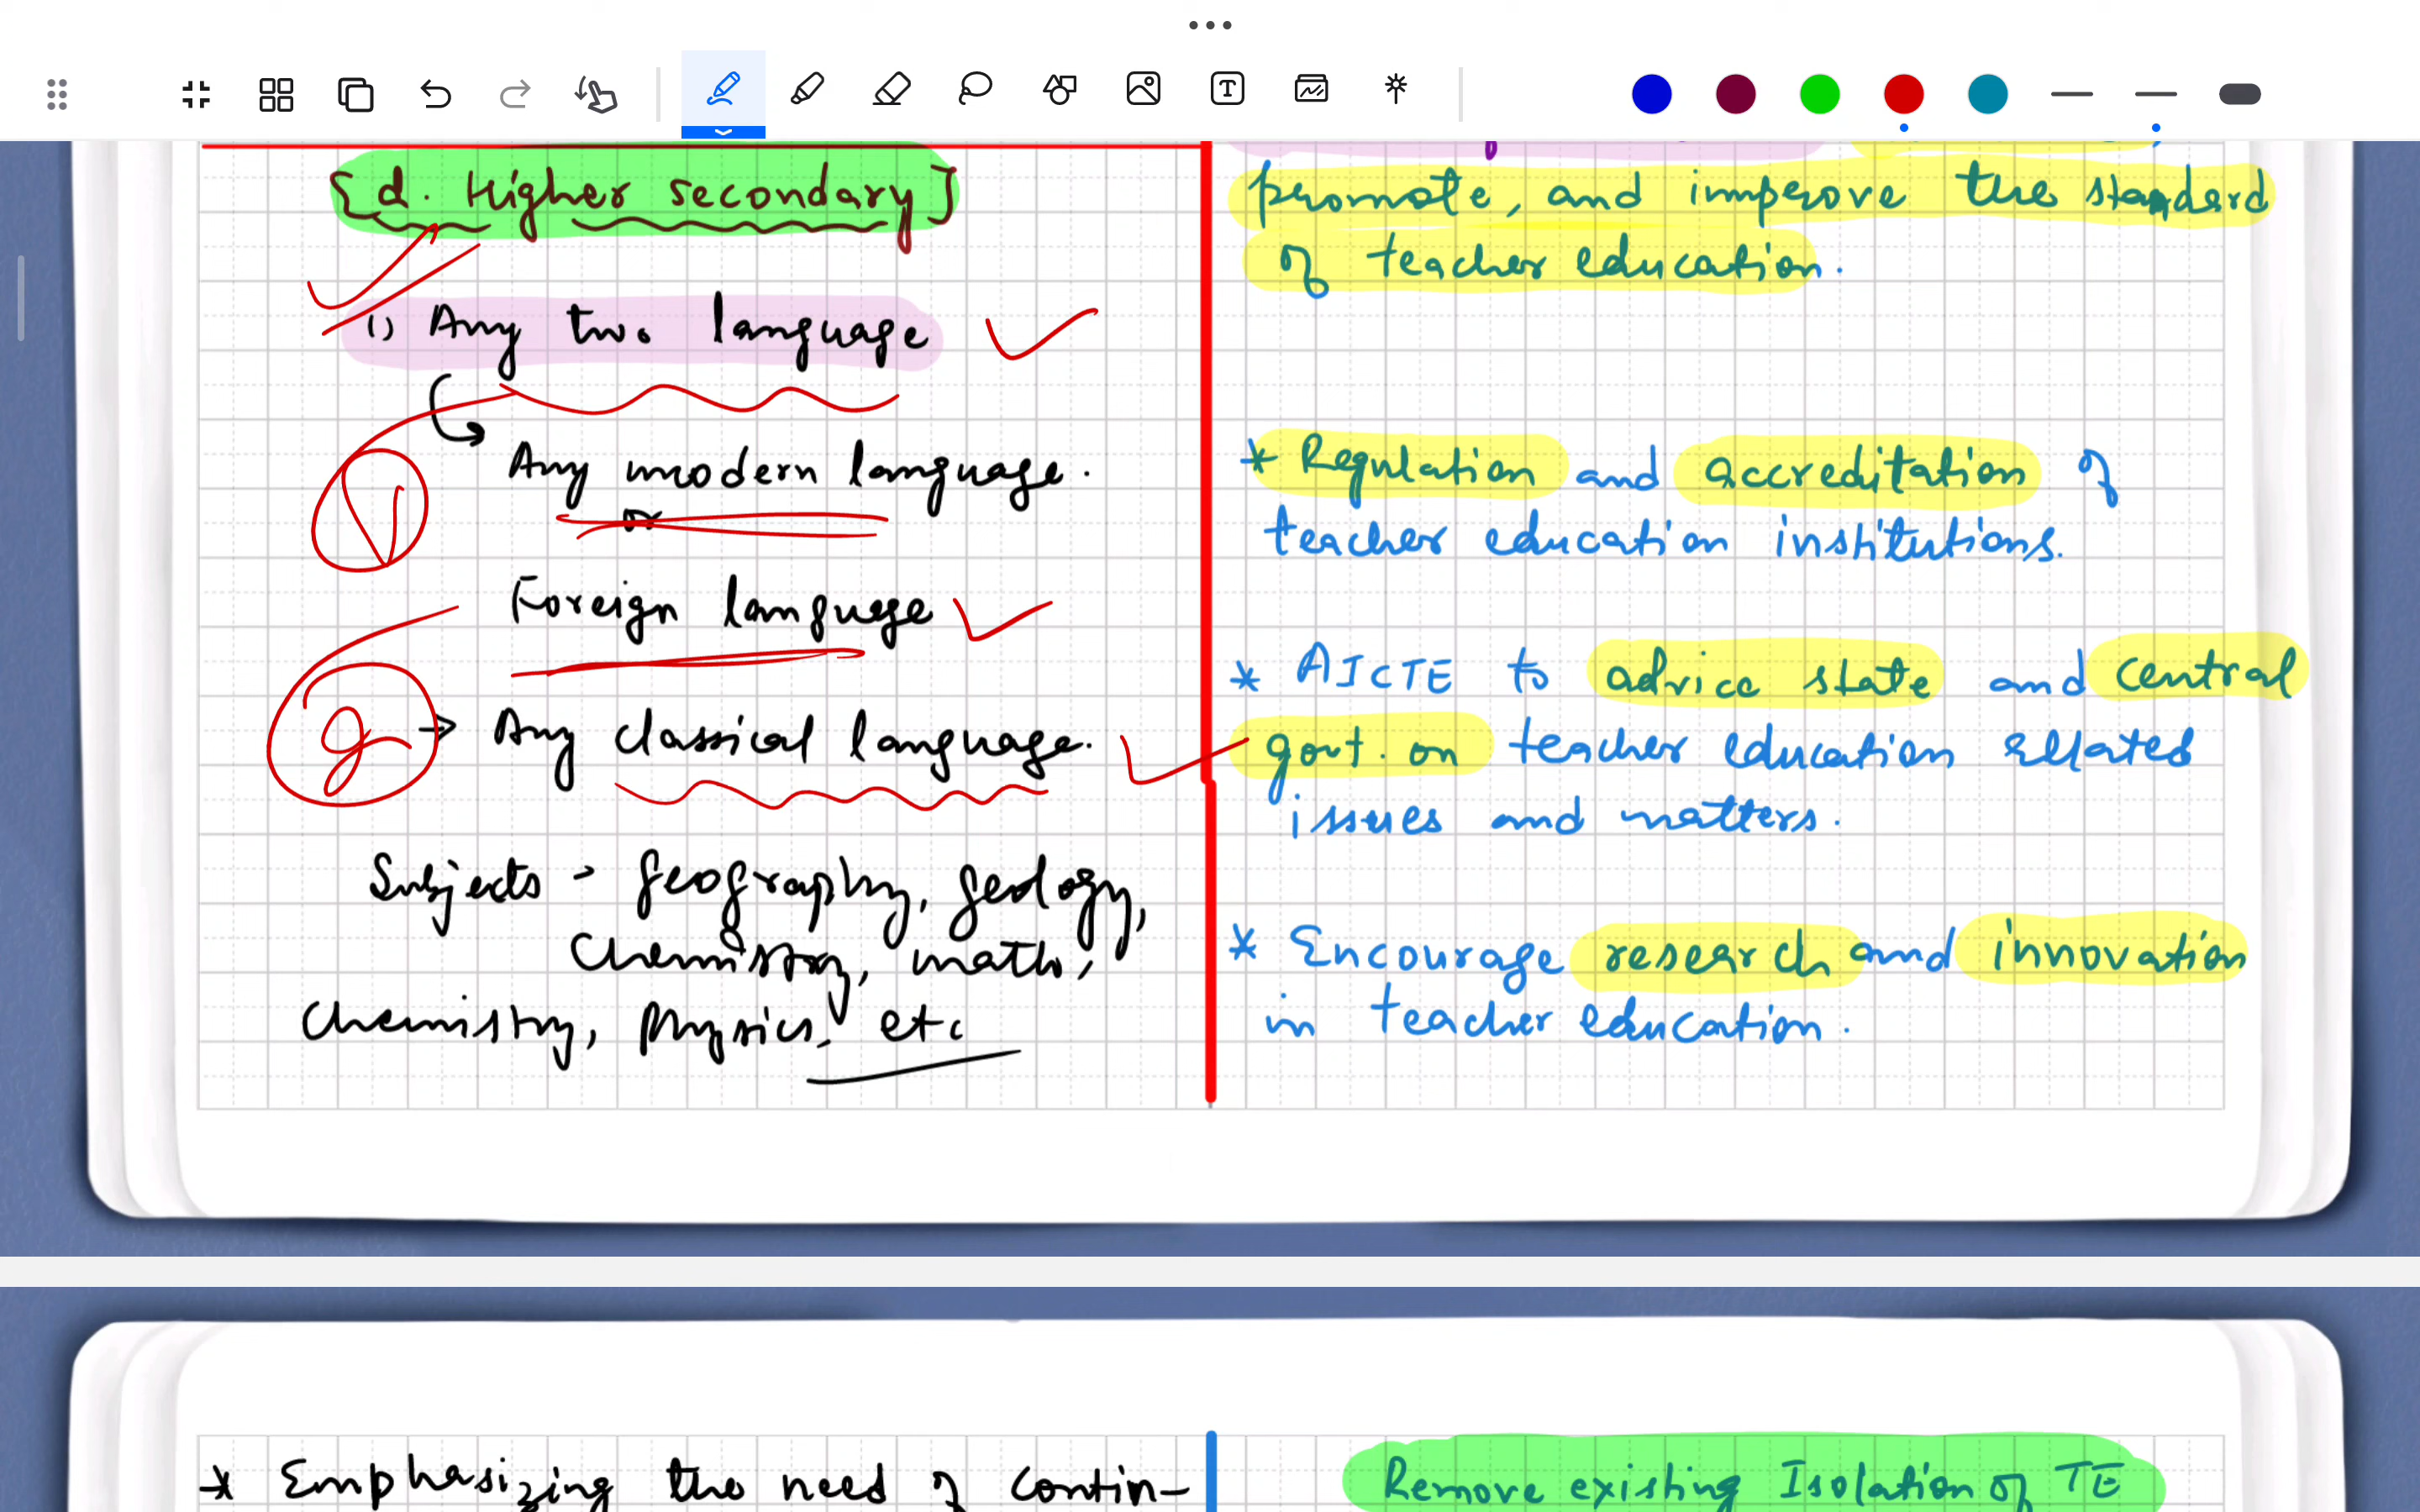 [d. Higher secondary]
1) Any two language
Any modern language.
or
Foreign language
2 → Any classical language.
Subjects - geography, geology,
Chemistry, math,
Chemistry, physics, etc
promote, and improve the standard
of teacher education.
* Regulation and accreditation of
teacher education institutions.
* AICTE to advice state and central
govt. on teacher education rellated
issues and matters.
* Encourage research and innovation
in teacher education.
* Emphasizing the need of contin-
Remove existing Isolation of TE